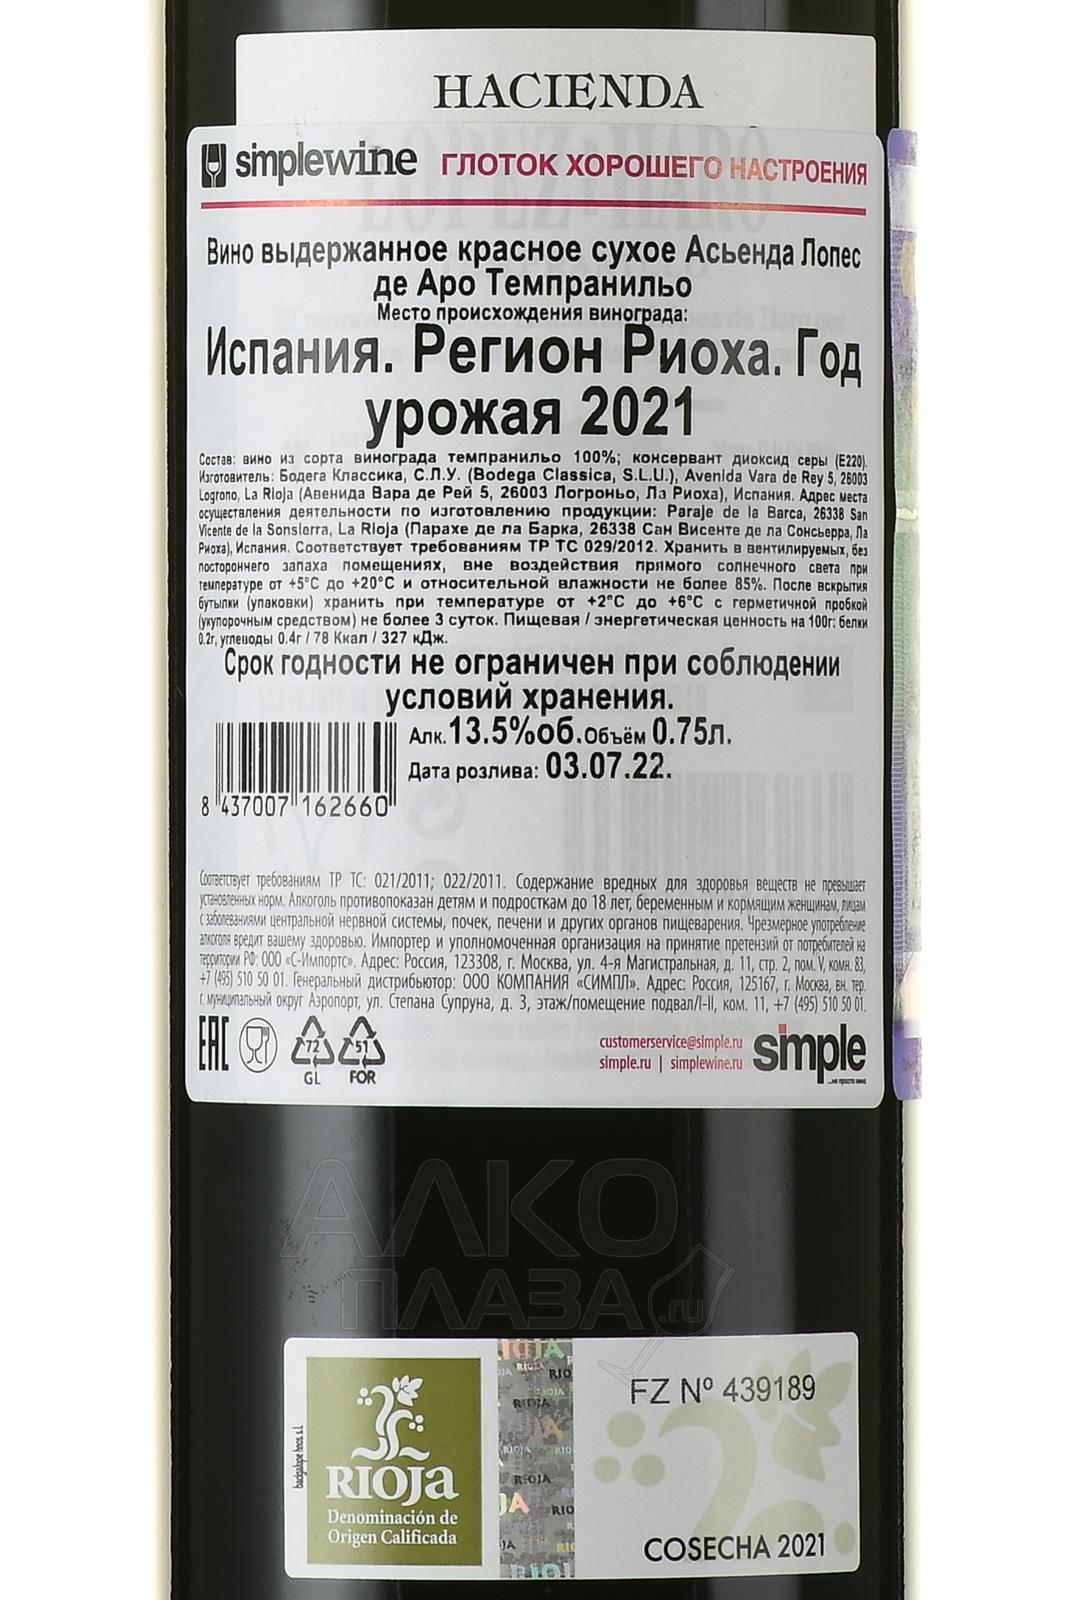 HACIENDA
simplewine ГЛОТОК ХОРОШЕГО НАСТРОЕНИЯ
Вино выдержанное красное сухое Асьенда Лопес
де Аро Темпранильо
Место происхождения винограда:
Испания. Регион Риоха. Год
урожая 2021
Состав: вино из сорта винограда темпранильо 100%; консервант диоксид серы (E220).
Изготовитель: Бодега Классика, С.Л.У. (Bodega Classica, S.L.U.), Avenida Vara de Rey 5, 26003
Logrono, La Rioja (Авенида Вара де Рей 5, 26003 Логроньо, Ла Риоха), Испания. Адрес места
осуществления деятельности по изготовлению продукции: Paraje de la Barca, 26338 San
Vicente de la Sonsierra, La Rioja (Парахе де ла Барка, 26338 Сан Висенте де ла Сонсьерра, Ла
Риоха), Испания. Соответствует требованиям ТР ТС 029/2012. Хранить в вентилируемых, без
постороннего запаха помещениях, вне воздействия прямого солнечного света при
температуре от +5°C до +20°C и относительной влажности не более 85%. После вскрытия
бутылки (упаковки) хранить при температуре от +2°C до +6°C с герметичной пробкой
(укупорочным средством) не более 3 суток. Пищевая / энергетическая ценность на 100г: белки
0.2г, углеводы 0.4г / 78 Ккал / 327 кДж.
Срок годности не ограничен при соблюдении
условий хранения.
Алк. 13.5%об. Объём 0.75л.
Дата розлива: 03.07.22.
8 437007 162660
Соответствует требованиям ТР ТС: 021/2011; 022/2011. Содержание вредных для здоровья веществ не превышает
установленных норм. Алкоголь противопоказан детям и подросткам до 18 лет, беременным и кормящим женщинам, лицам
с заболеваниями центральной нервной системы, почек, печени и других органов пищеварения. Чрезмерное употребление
алкоголя вредит вашему здоровью. Импортер и уполномоченная организация на принятие претензий от потребителей на
территории РФ: ООО «С-Импортс». Адрес: Россия, 123308, г. Москва, ул. 4-я Магистральная, д. 11, стр. 2, пом. V, комн. 83,
+7 (495) 510 50 01. Генеральный дистрибьютор: ООО КОМПАНИЯ «СИМПЛ». Адрес: Россия, 125167, г. Москва, вн. тер.
г. муниципальный округ Аэропорт, ул. Степана Супруна, д. 3, этаж/помещение подвал/I-II, ком. 11, +7 (495) 510 50 01.
EAC
72
GL
51
FOR
customerservice@simple.ru
simple.ru | simplewine.ru
simple
...не просто вино
АЛКО
ПЛАЗА.ru
badgalope hnos s.l.
RIOJA
Denominación de
Origen Calificada
RIOJA
FZ Nº 439189
COSECHA 2021